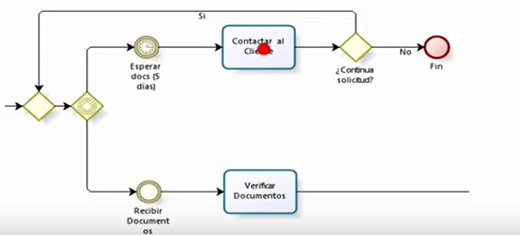 Si
Contactar al
Cliente
Esperar
docs (5
días)
¿Continua
solicitud?
No
Fin
Verificar
Documentos
Recibir
Document
os